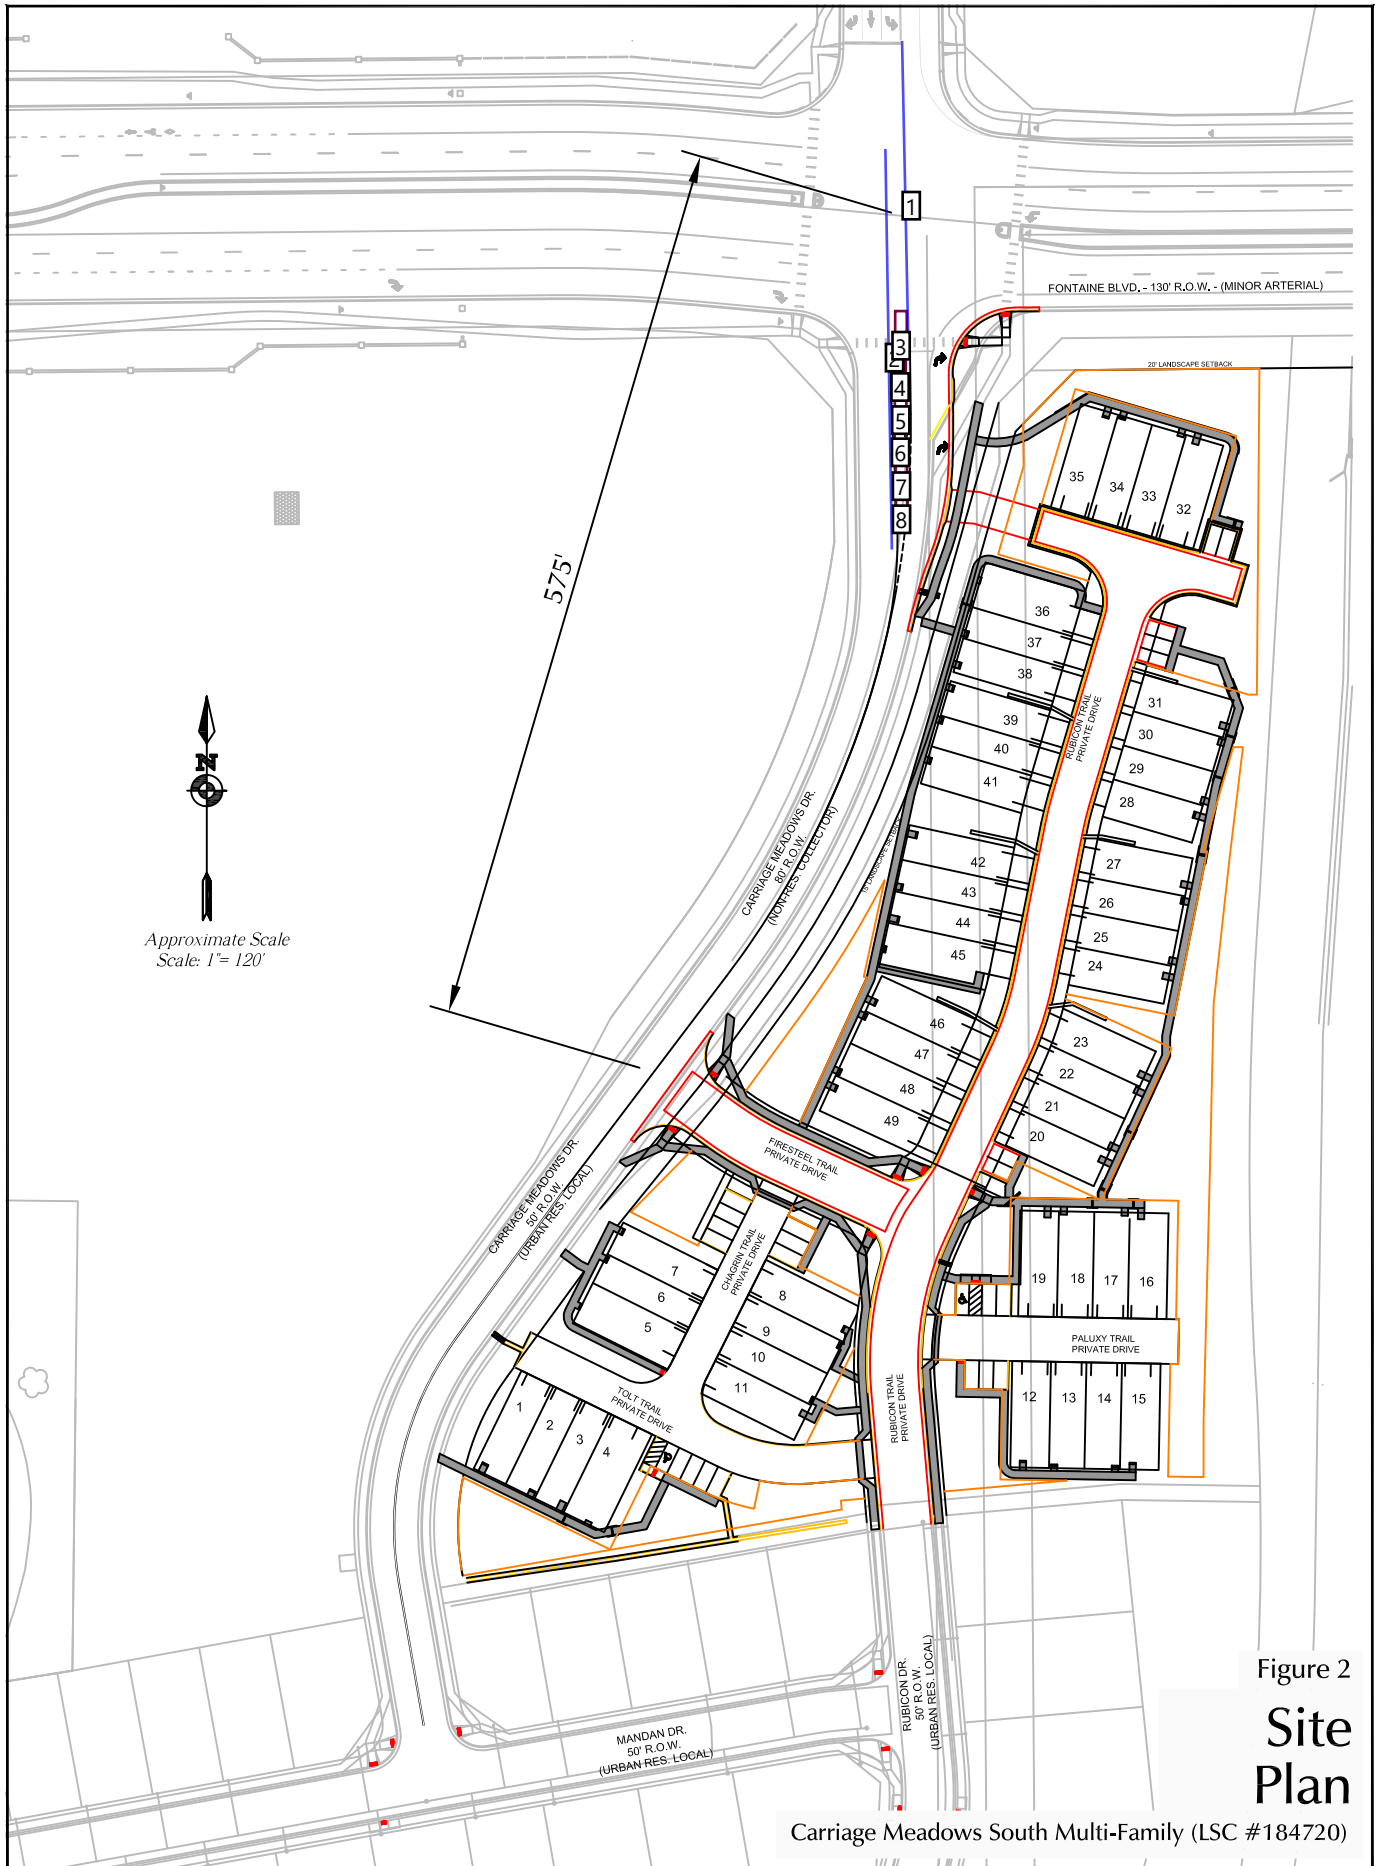 1
FONTAINE BLVD. - 130' R.O.W. - (MINOR ARTERIAL)
3
2
20' LANDSCAPE SETBACK
4
5
6
7
8
35
34
33
32
575'
36
37
38
39
40
41
RUBICON TRAIL
PRIVATE DRIVE
31
30
29
28
N
Approximate Scale
Scale: 1"= 120'
CARRIAGE MEADOWS DR.
80' R.O.W.
(NON-RES. COLLECTOR)
15' LANDSCAPE SETBACK
42
43
44
45
27
26
25
24
46
47
48
49
23
22
21
20
FIRESTEEL TRAIL
PRIVATE DRIVE
CARRIAGE MEADOWS DR.
50' R.O.W.
(URBAN RES. LOCAL)
CHAGRIN TRAIL
PRIVATE DRIVE
7
6
5
8
9
10
11
19
18
17
16
PALUXY TRAIL
PRIVATE DRIVE
12
13
14
15
TOLT TRAIL
PRIVATE DRIVE
1
2
3
4
RUBICON TRAIL
PRIVATE DRIVE
RUBICON DR.
50' R.O.W.
(URBAN RES. LOCAL)
MANDAN DR.
50' R.O.W.
(URBAN RES. LOCAL)
Figure 2
Site
Plan
Carriage Meadows South Multi-Family (LSC #184720)